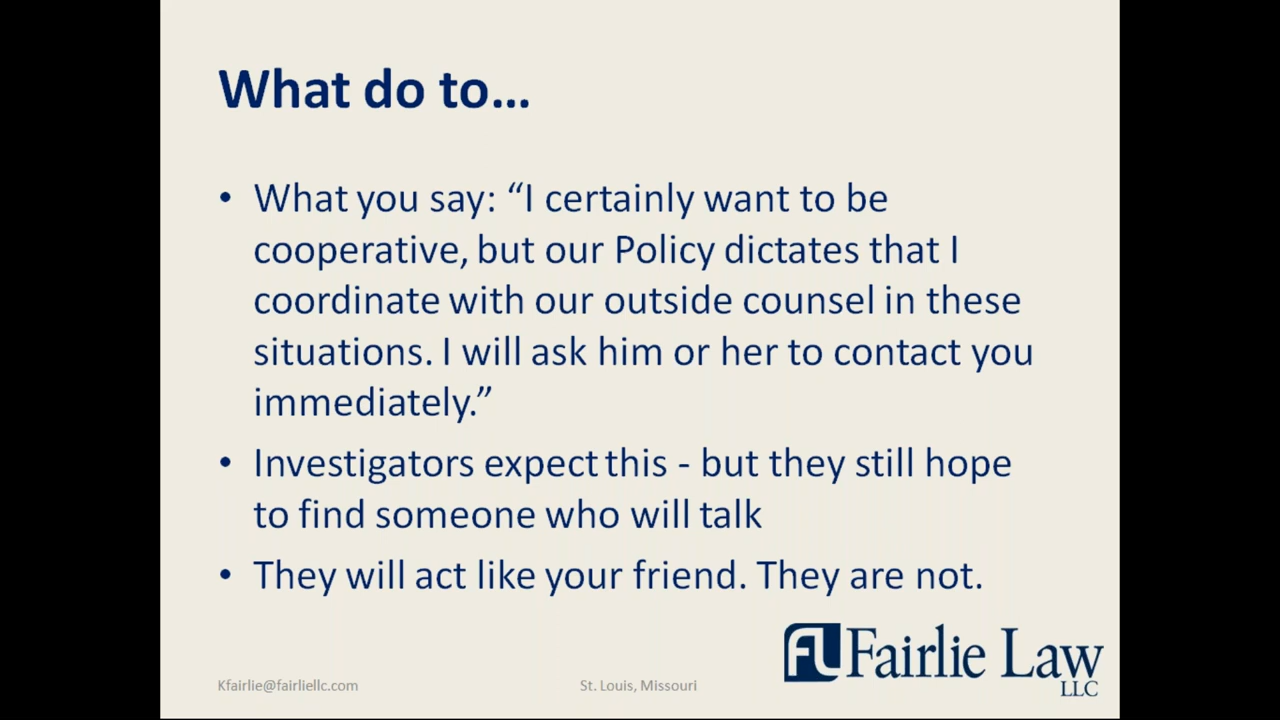 What do to...
• What you say: “I certainly want to be
cooperative, but our Policy dictates that I
coordinate with our outside counsel in these
situations. I will ask him or her to contact you
immediately.”
• Investigators expect this - but they still hope
to find someone who will talk
• They will act like your friend. They are not.
FL Fairlie Law
LLC
Kfairlie@fairliellc.com
St. Louis, Missouri